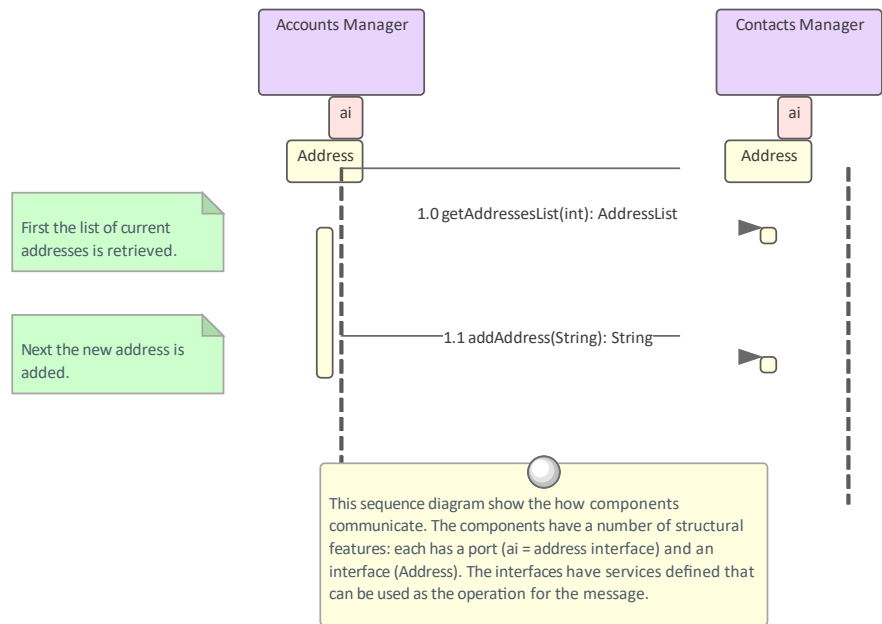 Accounts Manager
Contacts Manager
ai
ai
Address
Address
1.0 getAddressesList(int): AddressList
First the list of current
addresses is retrieved.
1.1 addAddress(String): String
Next the new address is
added.
This sequence diagram show the how components
communicate. The components have a number of structural
features: each has a port (ai = address interface) and an
interface (Address). The interfaces have services defined that
can be used as the operation for the message.